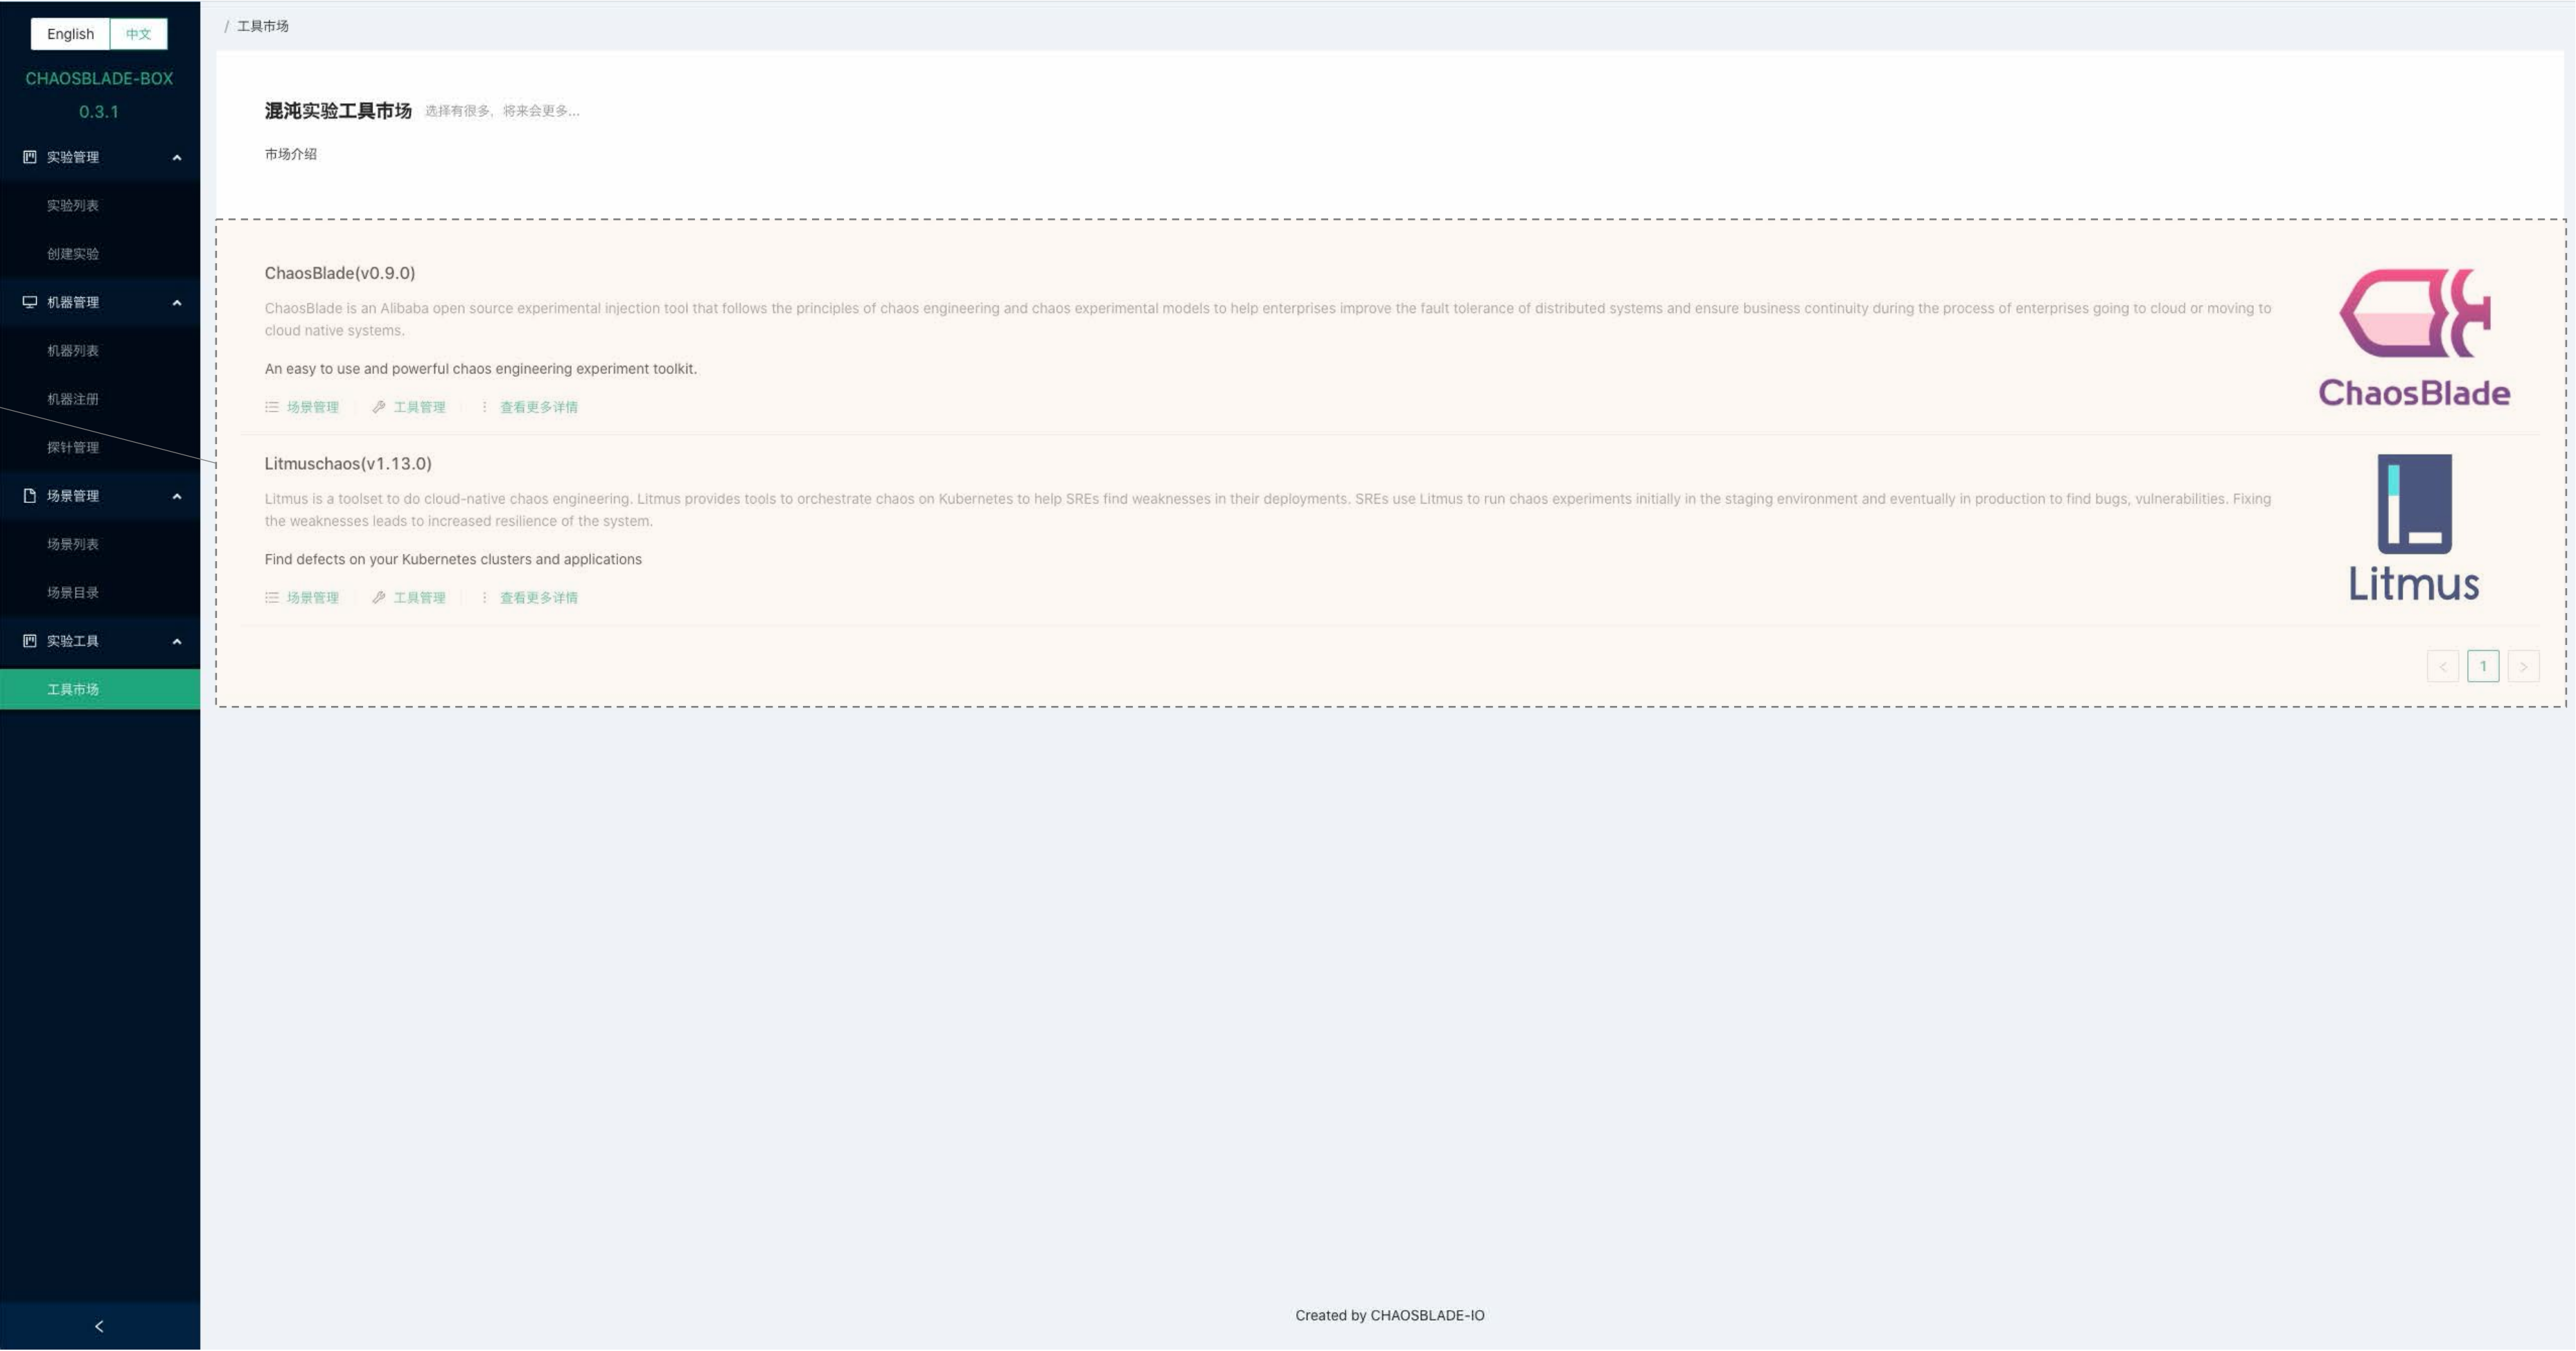 English 中文
CHAOSBLADE-BOX
0.3.1
实验管理
实验列表
创建实验
机器管理
机器列表
机器注册
探针管理
场景管理
场景列表
场景目录
实验工具
工具市场
/ 工具市场
混沌实验工具市场 选择有很多，将来会更多...
市场介绍
ChaosBlade(v0.9.0)
ChaosBlade is an Alibaba open source experimental injection tool that follows the principles of chaos engineering and chaos experimental models to help enterprises improve the fault tolerance of distributed systems and ensure business continuity during the process of enterprises going to cloud or moving to
cloud native systems.
An easy to use and powerful chaos engineering experiment toolkit.
场景管理 工具管理 查看更多详情
ChaosBlade
Litmuschaos(v1.13.0)
Litmus is a toolset to do cloud-native chaos engineering. Litmus provides tools to orchestrate chaos on Kubernetes to help SREs find weaknesses in their deployments. SREs use Litmus to run chaos experiments initially in the staging environment and eventually in production to find bugs, vulnerabilities. Fixing
the weaknesses leads to increased resilience of the system.
Find defects on your Kubernetes clusters and applications
场景管理 工具管理 查看更多详情
Litmus
< 1 >
Created by CHAOSBLADE-IO